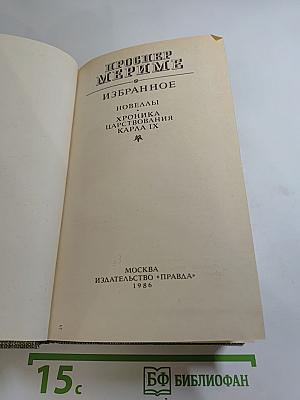 ПРОСПЕР
МЕРИМЕ
ИЗБРАННОЕ
НОВЕЛЛЫ
ХРОНИКА
ЦАРСТВОВАНИЯ
КАРЛА IX
МОСКВА
ИЗДАТЕЛЬСТВО «ПРАВДА»
1986
15с
БФ БИБЛИОФАН